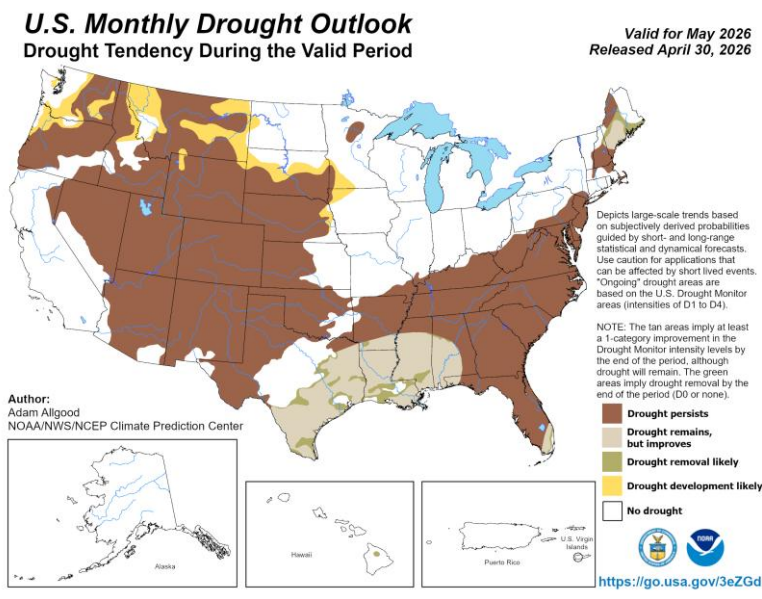 U.S. Monthly Drought Outlook
Drought Tendency During the Valid Period
Valid for May 2026
Released April 30, 2026
Depicts large-scale trends based
on subjectively derived probabilities
guided by short- and long-range
statistical and dynamical forecasts.
Use caution for applications that
can be affected by short lived events.
"Ongoing" drought areas are
based on the U.S. Drought Monitor
areas (intensities of D1 to D4).
NOTE: The tan areas imply at least
a 1-category improvement in the
Drought Monitor intensity levels by
the end of the period, although
drought will remain. The green
areas imply drought removal by the
end of the period (D0 or none).
Author:
Adam Allgood
NOAA/NWS/NCEP Climate Prediction Center
Drought persists
Drought remains,
but improves
Drought removal likely
Drought development likely
No drought
Alaska
Hawaii
Puerto Rico
U.S. Virgin
Islands
NOAA
https://go.usa.gov/3eZGd